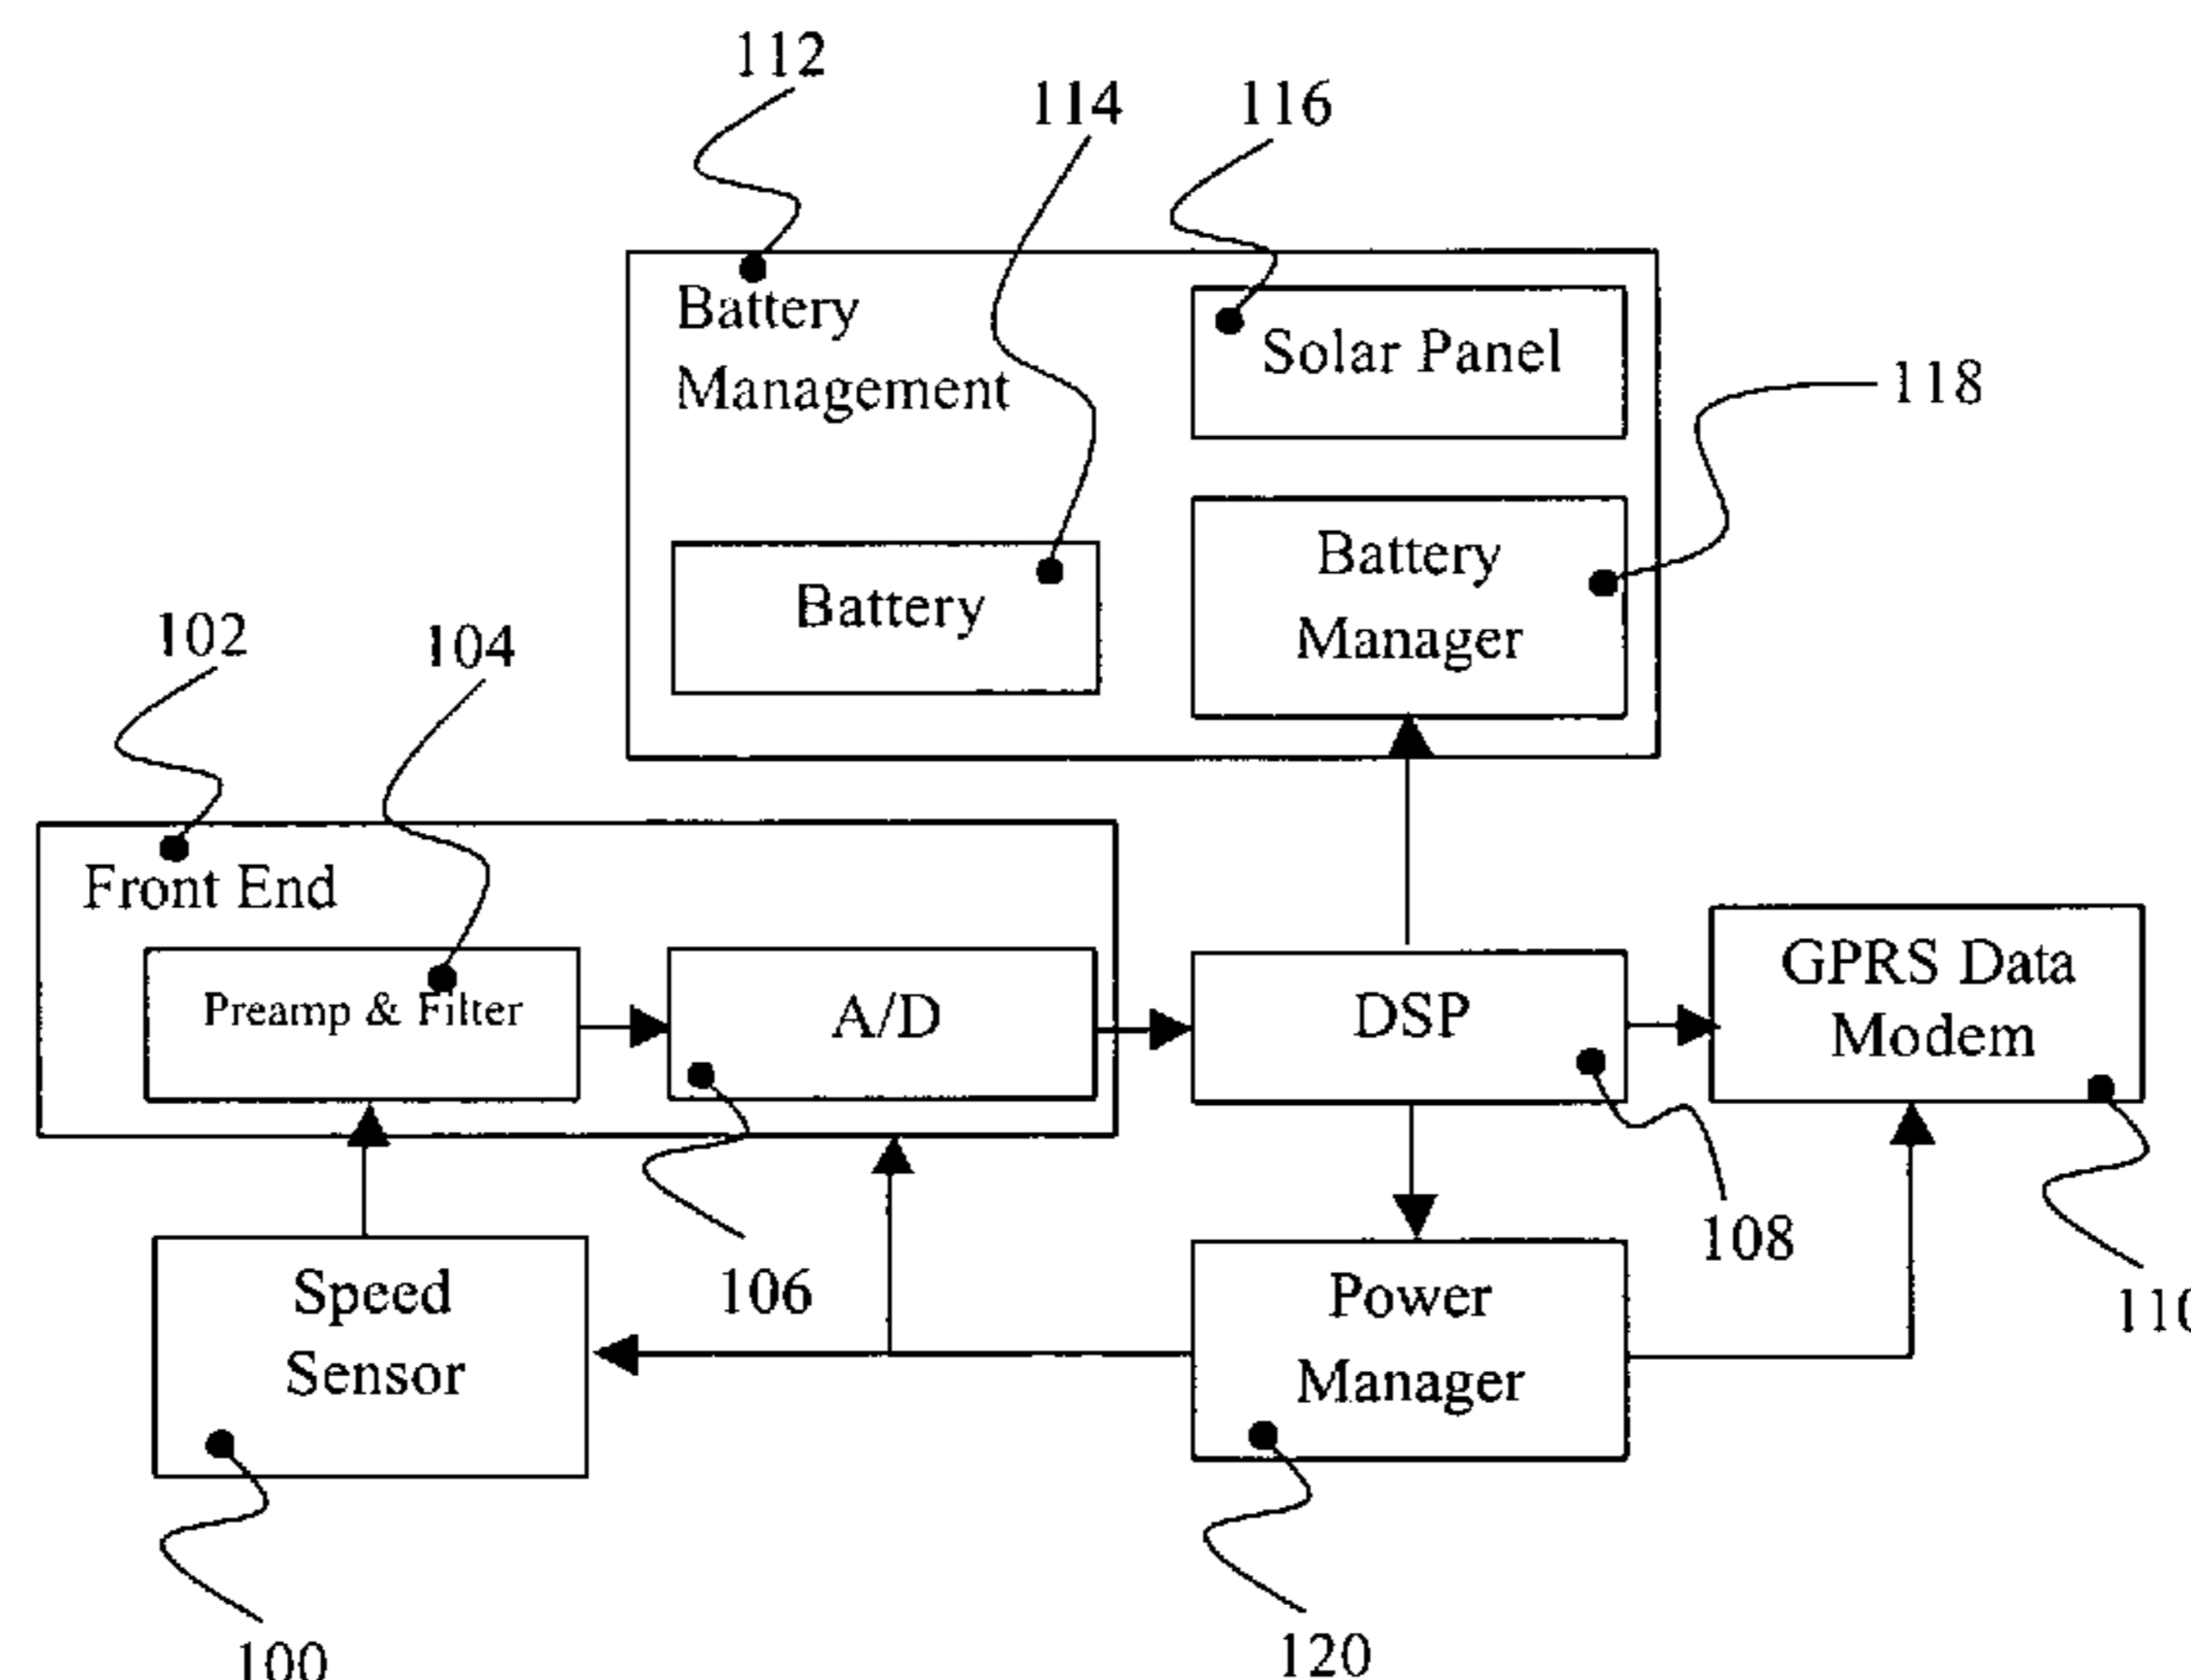 112
114
116
Battery
Management
Solar Panel
118
Battery
Battery
Manager
102
104
Front End
Preamp & Filter
A/D
DSP
GPRS Data
Modem
108
106
110
Speed
Sensor
Power
Manager
100
120